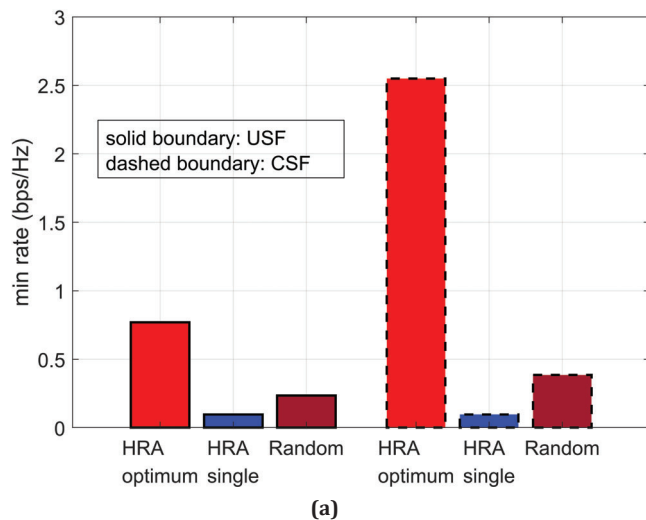 3
2.5
2
1.5
1
0.5
0
min rate (bps/Hz)
solid boundary: USF
dashed boundary: CSF
HRA HRA Random HRA HRA Random
optimum single optimum single
(a)